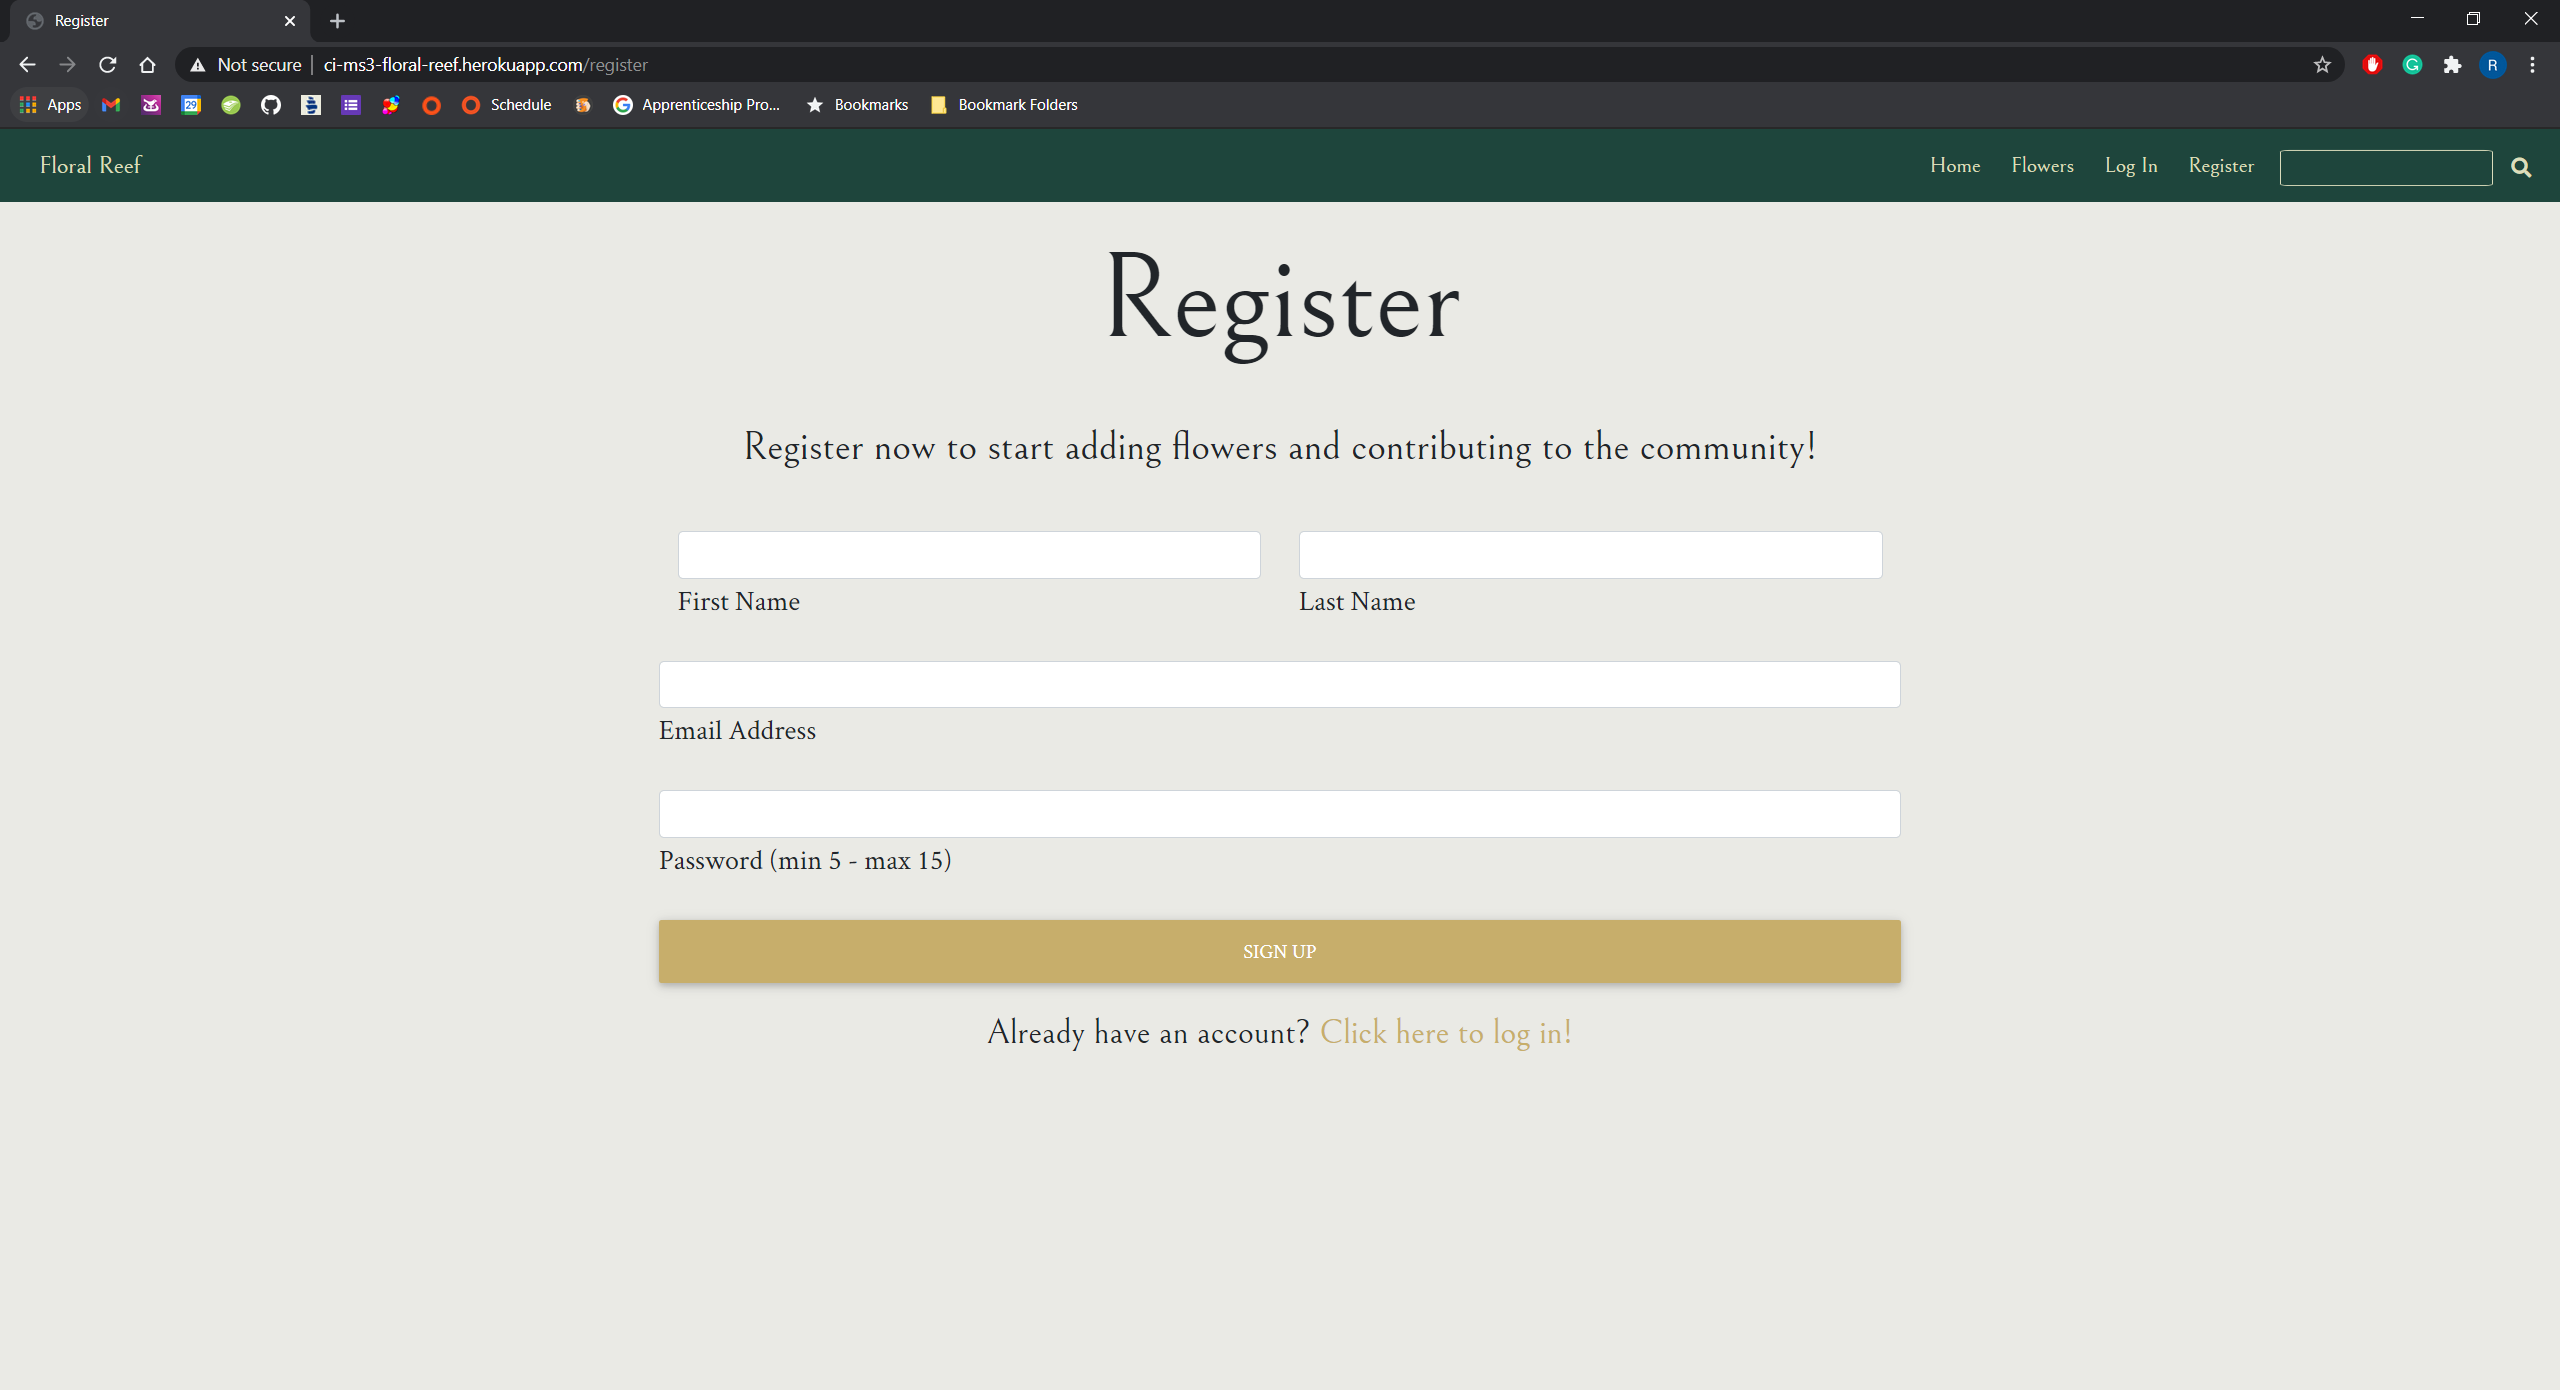 Register
Not secure | ci-ms3-floral-reef.herokuapp.com/register
R
Apps 29 Schedule Apprenticeship Pro... Bookmarks Bookmark Folders
Floral Reef Home Flowers Log In Register
Register
Register now to start adding flowers and contributing to the community!
First Name Last Name
Email Address
Password (min 5 - max 15)
SIGN UP
Already have an account? Click here to log in!